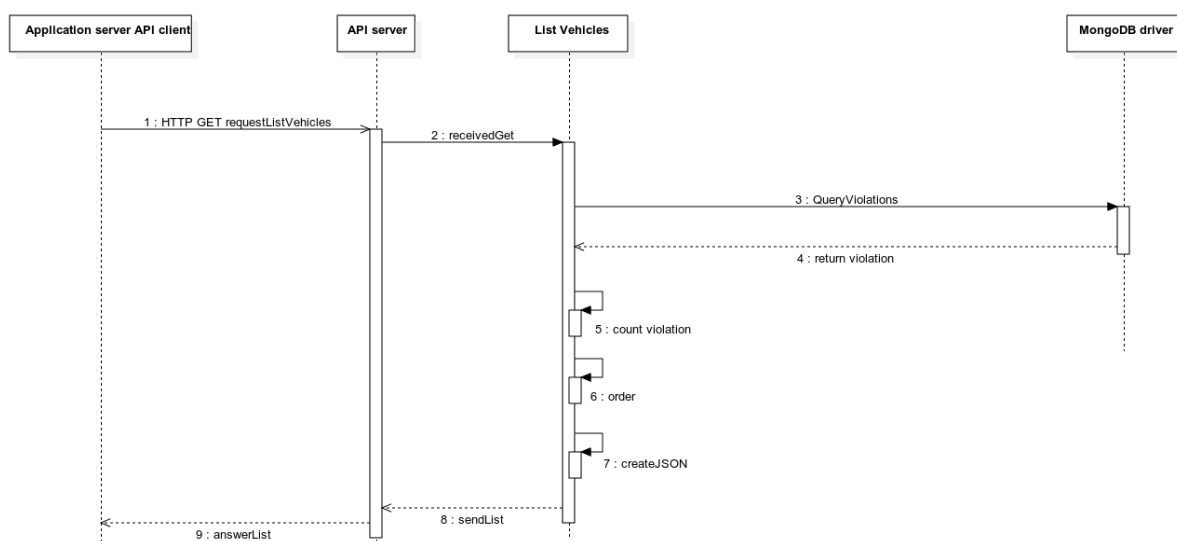 Application server API client
API server
List Vehicles
MongoDB driver
1 : HTTP GET requestListVehicles
2 : receivedGet
3 : QueryViolations
4 : return violation
5 : count violation
6 : order
7 : createJSON
8 : sendList
9 : answerList